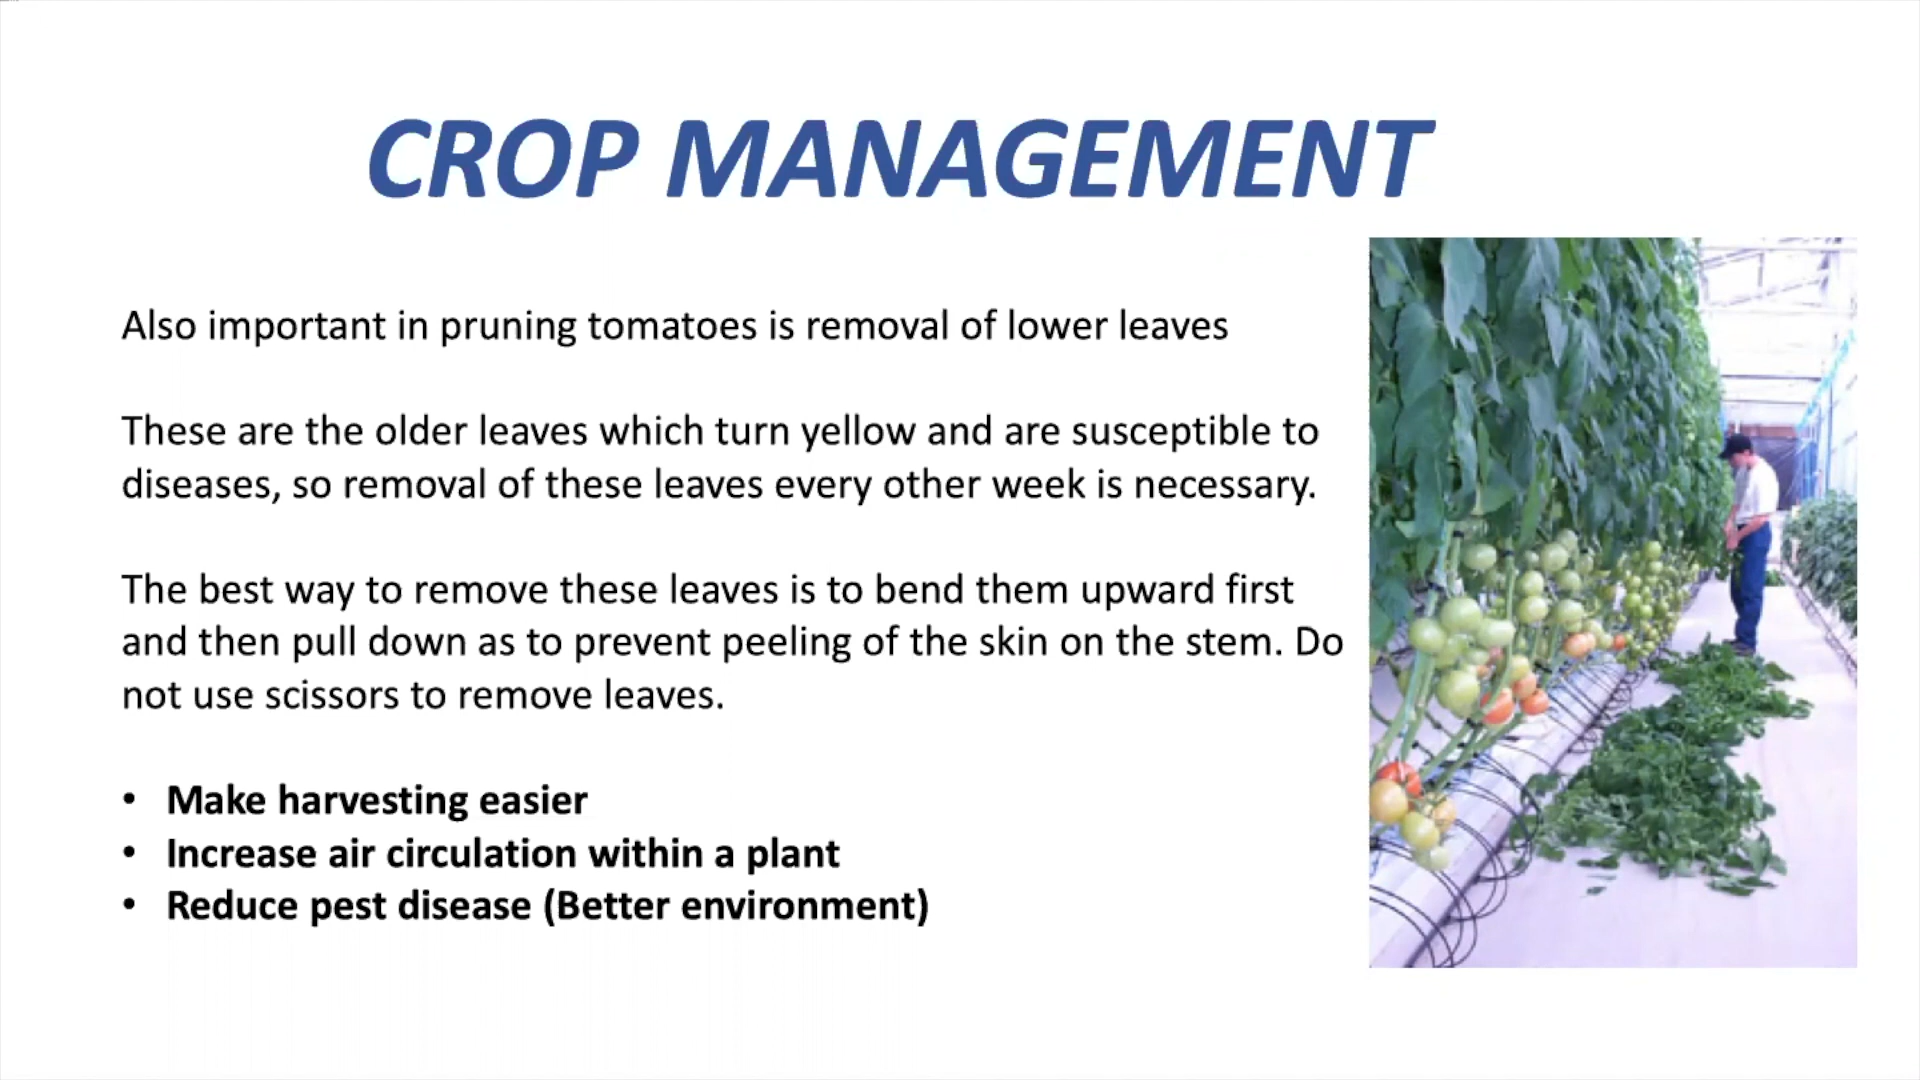 CROP MANAGEMENT
Also important in pruning tomatoes is removal of lower leaves
These are the older leaves which turn yellow and are susceptible to
diseases, so removal of these leaves every other week is necessary.
The best way to remove these leaves is to bend them upward first
and then pull down as to prevent peeling of the skin on the stem. Do
not use scissors to remove leaves.
• Make harvesting easier
• Increase air circulation within a plant
• Reduce pest disease (Better environment)